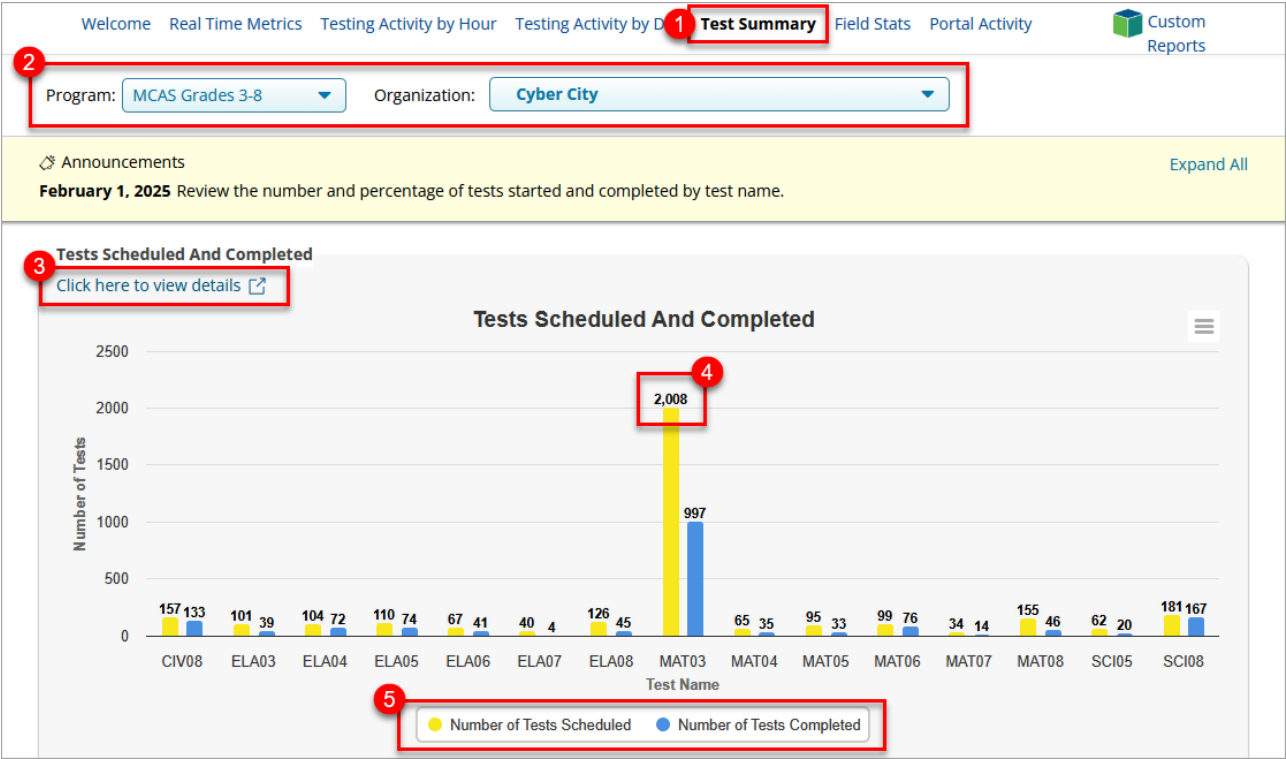 Welcome Real Time Metrics Testing Activity by Hour Testing Activity by D 1 Test Summary Field Stats Portal Activity Custom
Reports
2
Program: MCAS Grades 3-8 Organization: Cyber City
Announcements Expand All
February 1, 2025 Review the number and percentage of tests started and completed by test name.
Tests Scheduled And Completed
3
Click here to view details
Tests Scheduled And Completed
2500
4
2,008
2000
1500
Number of Tests
1000
997
500
157 133 101 39 104 72 110 74 67 41 40 4 126 45 65 35 95 33 99 76 34 14 155 46 62 20 181 167
0
CIV08 ELA03 ELA04 ELA05 ELA06 ELA07 ELA08 MAT03 MAT04 MAT05 MAT06 MAT07 MAT08 SCI05 SCI08
Test Name
5
Number of Tests Scheduled Number of Tests Completed